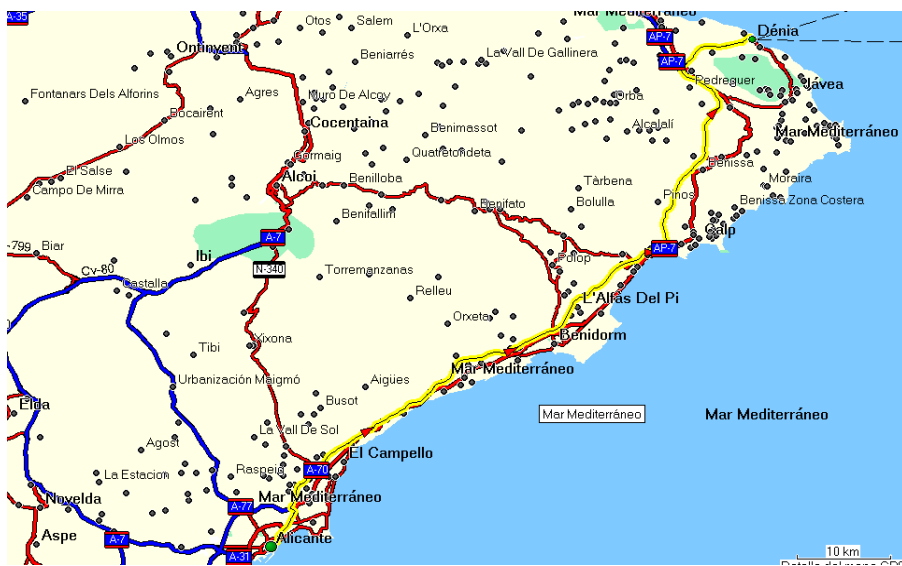 A-35
Otos
Salem
L'Orxa
Mar Mediterráneo
Dénia
Ontinyent
Beniarrés
La Vall De Gallinera
AP-7
AP-7
Pedreguer
Jávea
Fontanars Dels Alforins
Agres
Muro De Alcoy
Orba
Bocairent
Cocentaina
Benimassot
Alcalalí
Mar Mediterráneo
Los Olmos
Gormaig
Quatretondeta
Benissa
El Salse
Campo De Mirra
Alcoi
Benilloba
Tàrbena
Moraira
Pinos
Benifallim
Benifato
Bolulla
Benissa Zona Costera
Calp
A-7
AP-7
-799
Biar
Ibi
Polop
Cv-80
N-340
Torremanzanas
Castalla
Relleu
L'Alfàs Del Pi
Orxeta
Benidorm
Tibi
Xixona
Mar Mediterráneo
Urbanización Maigmó
Aigües
Elda
Busot
Mar Mediterráneo
Mar Mediterráneo
Agost
La Vall De Sol
El Campello
La Estacion
Raspeig
A-70
Novelda
Mar Mediterráneo
A-77
Aspe
A-7
Alicante
A-31
10 km
Detalle del mapa GPS